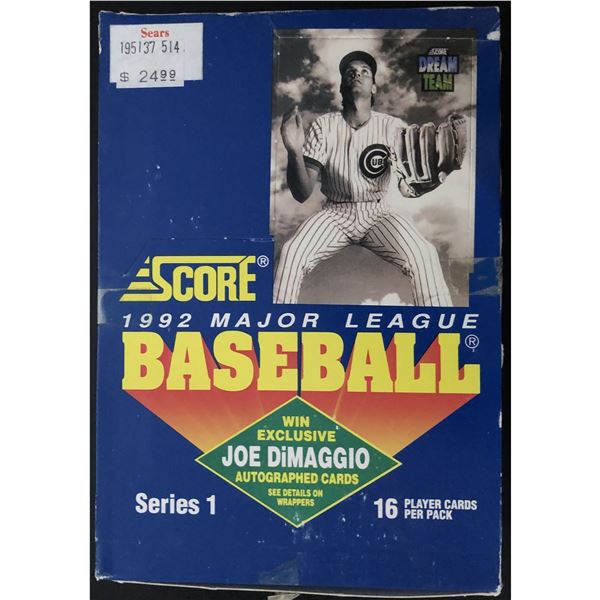 Sears
195137 514
$ 24.99
SCORE
DREAM
TEAM
CUBS
SCORE®
1992 MAJOR LEAGUE
BASEBALL®
WIN
EXCLUSIVE
JOE DiMAGGIO
AUTOGRAPHED CARDS
SEE DETAILS ON
WRAPPERS
Series 1
16 PLAYER CARDS
PER PACK